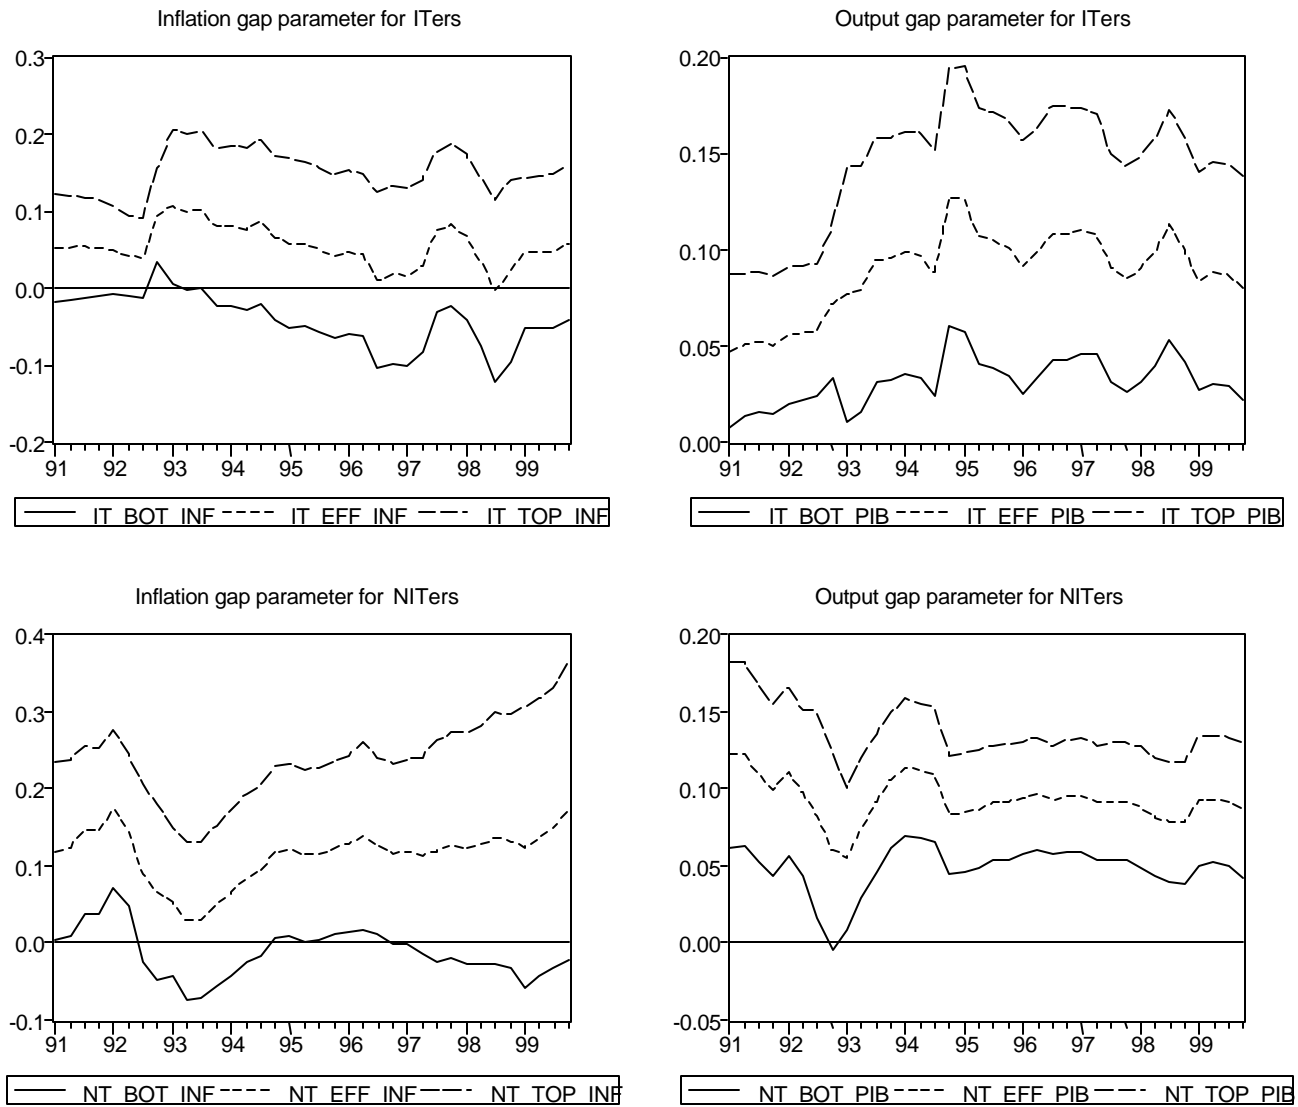 Inflation gap parameter for ITers
0.3
0.2
0.1
0.0
-0.1
-0.2
91 92 93 94 95 96 97 98 99
IT_BOT_INF IT_EFF_INF IT_TOP_INF
Output gap parameter for ITers
0.20
0.15
0.10
0.05
0.00
91 92 93 94 95 96 97 98 99
IT_BOT_PIB IT_EFF_PIB IT_TOP_PIB
Inflation gap parameter for NITers
0.4
0.3
0.2
0.1
0.0
-0.1
91 92 93 94 95 96 97 98 99
NT_BOT_INF NT_EFF_INF NT_TOP_INF
Output gap parameter for NITers
0.20
0.15
0.10
0.05
0.00
-0.05
91 92 93 94 95 96 97 98 99
NT_BOT_PIB NT_EFF_PIB NT_TOP_PIB